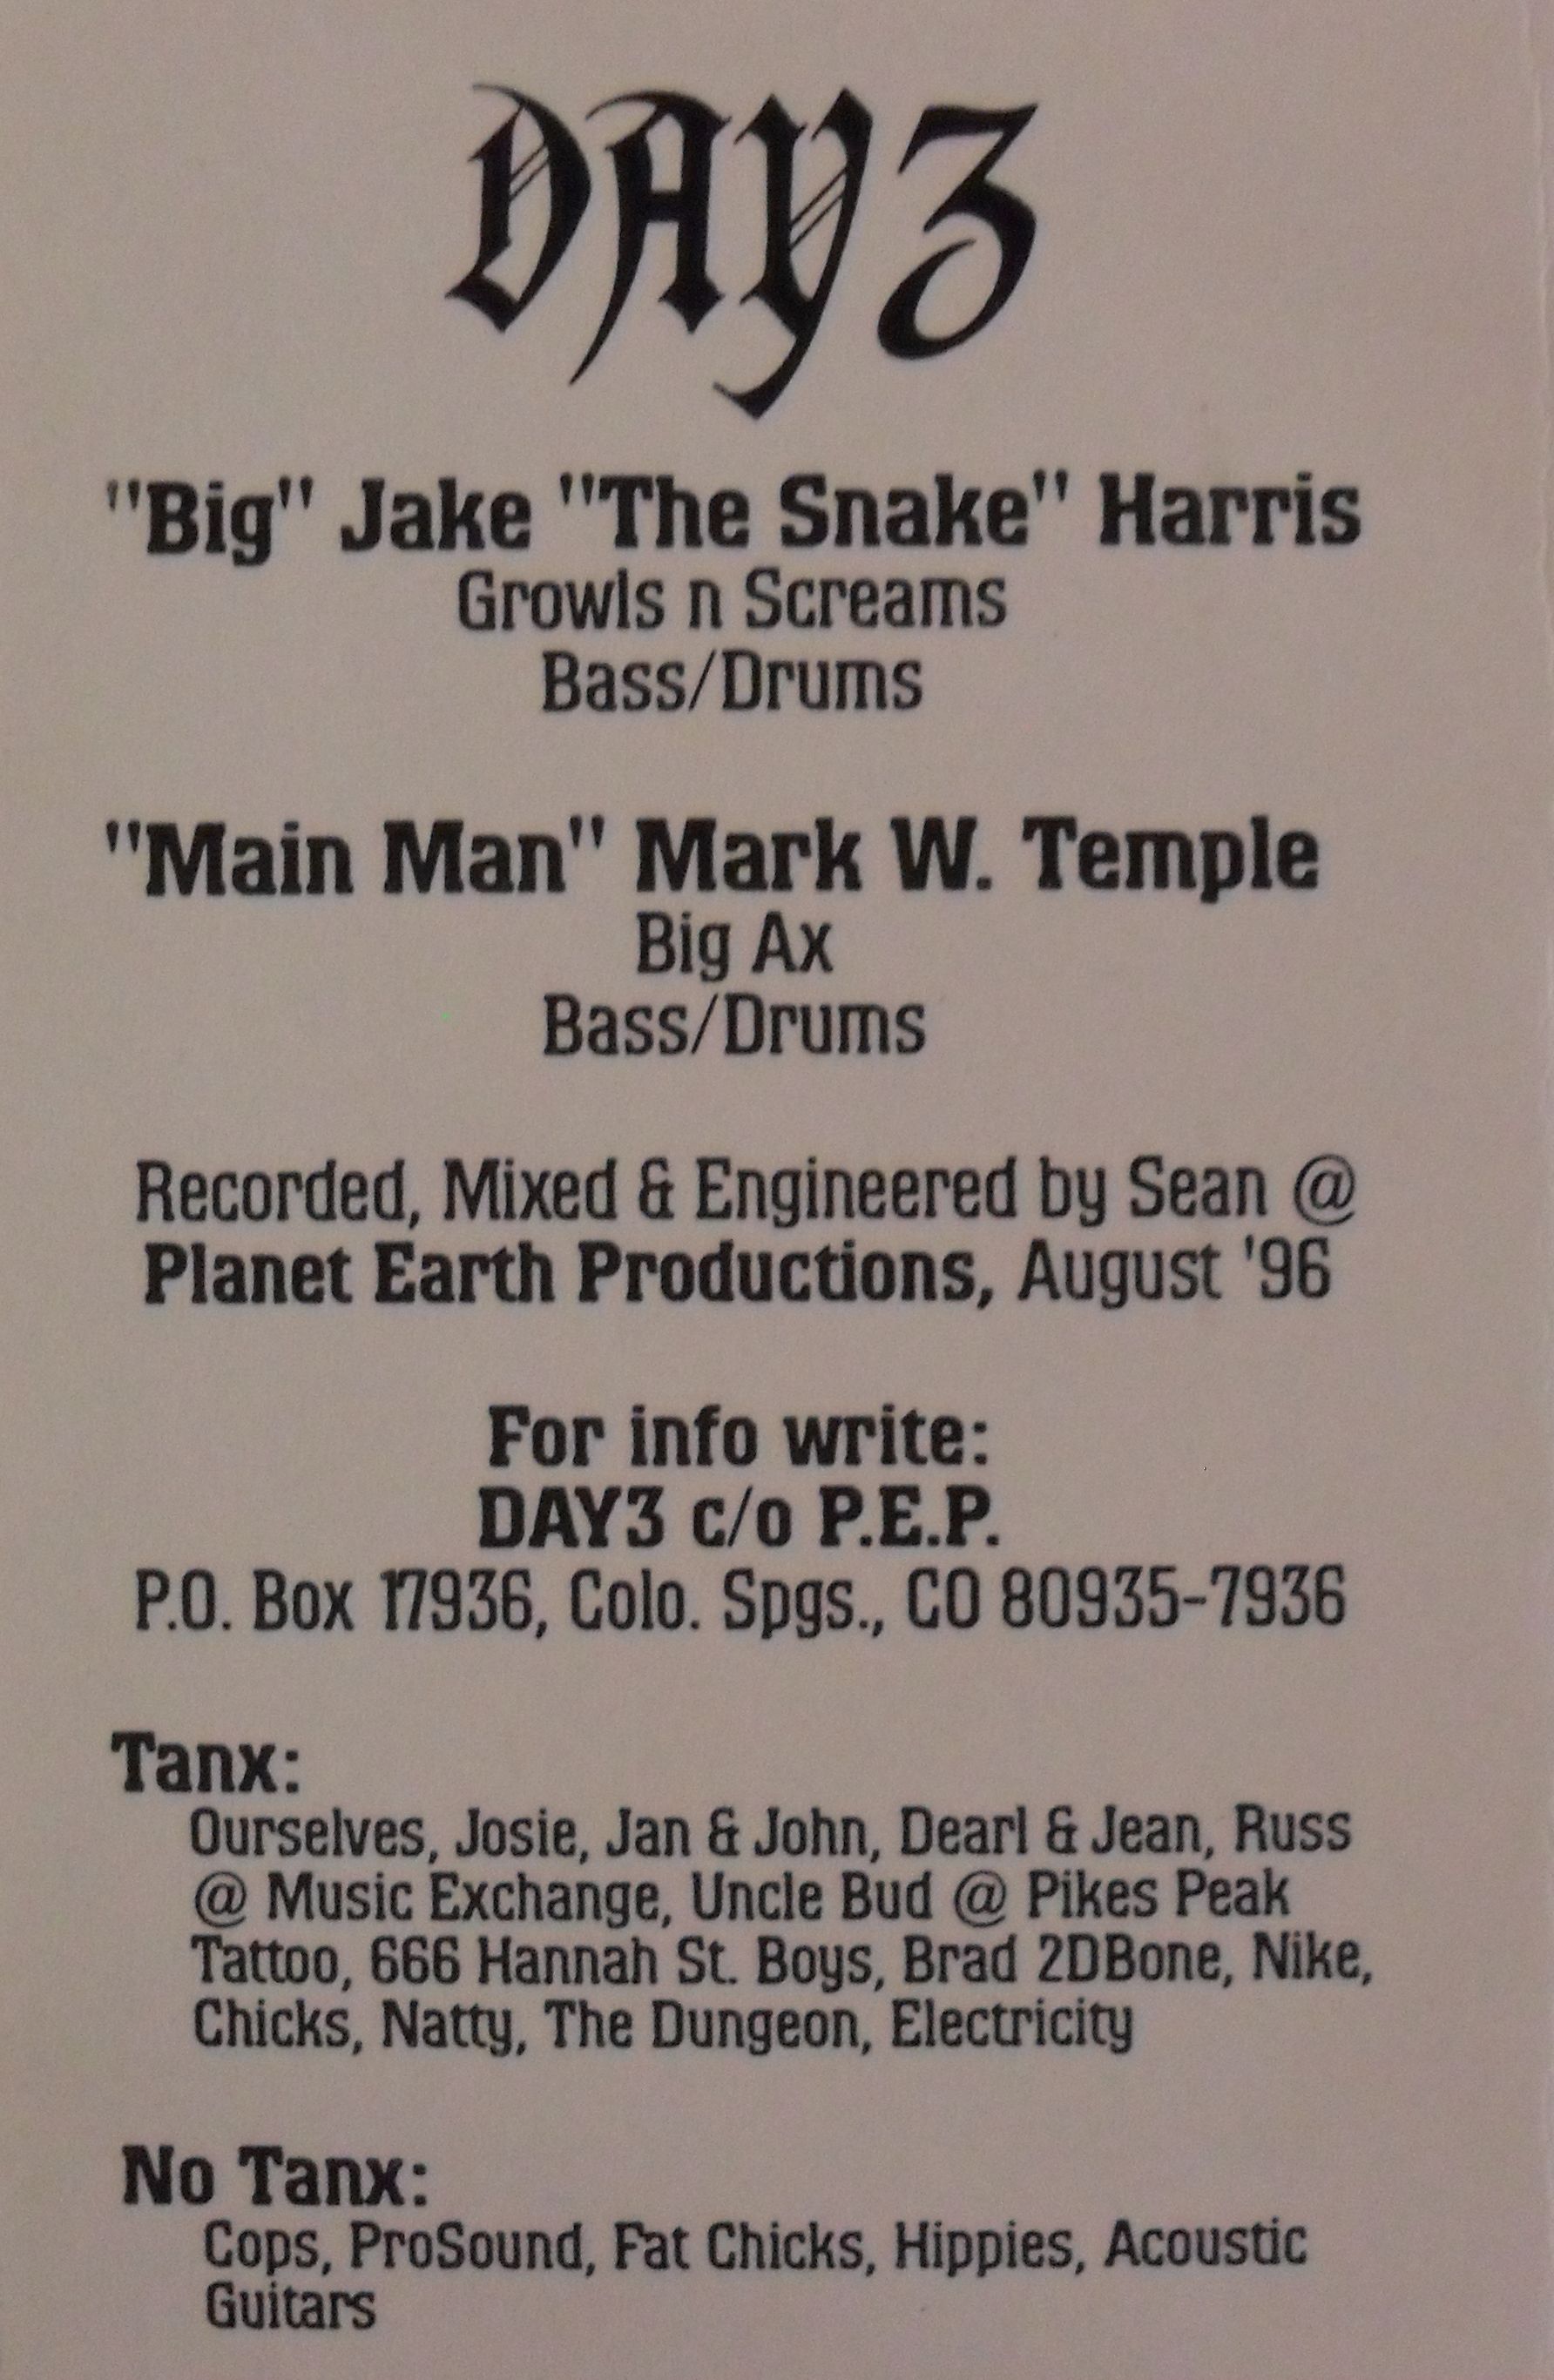 DAY3
"Big" Jake "The Snake" Harris
Growls n Screams
Bass/Drums
"Main Man" Mark W. Temple
Big Ax
Bass/Drums
Recorded, Mixed & Engineered by Sean @
Planet Earth Productions, August '96
For info write:
DAY3 c/o P.E.P.
P.O. Box 17936, Colo. Spgs., CO 80935-7936
Tanx:
Ourselves, Josie, Jan & John, Dearl & Jean, Russ
@ Music Exchange, Uncle Bud @ Pikes Peak
Tattoo, 666 Hannah St. Boys, Brad 2DBone, Nike,
Chicks, Natty, The Dungeon, Electricity
No Tanx:
Cops, ProSound, Fat Chicks, Hippies, Acoustic
Guitars